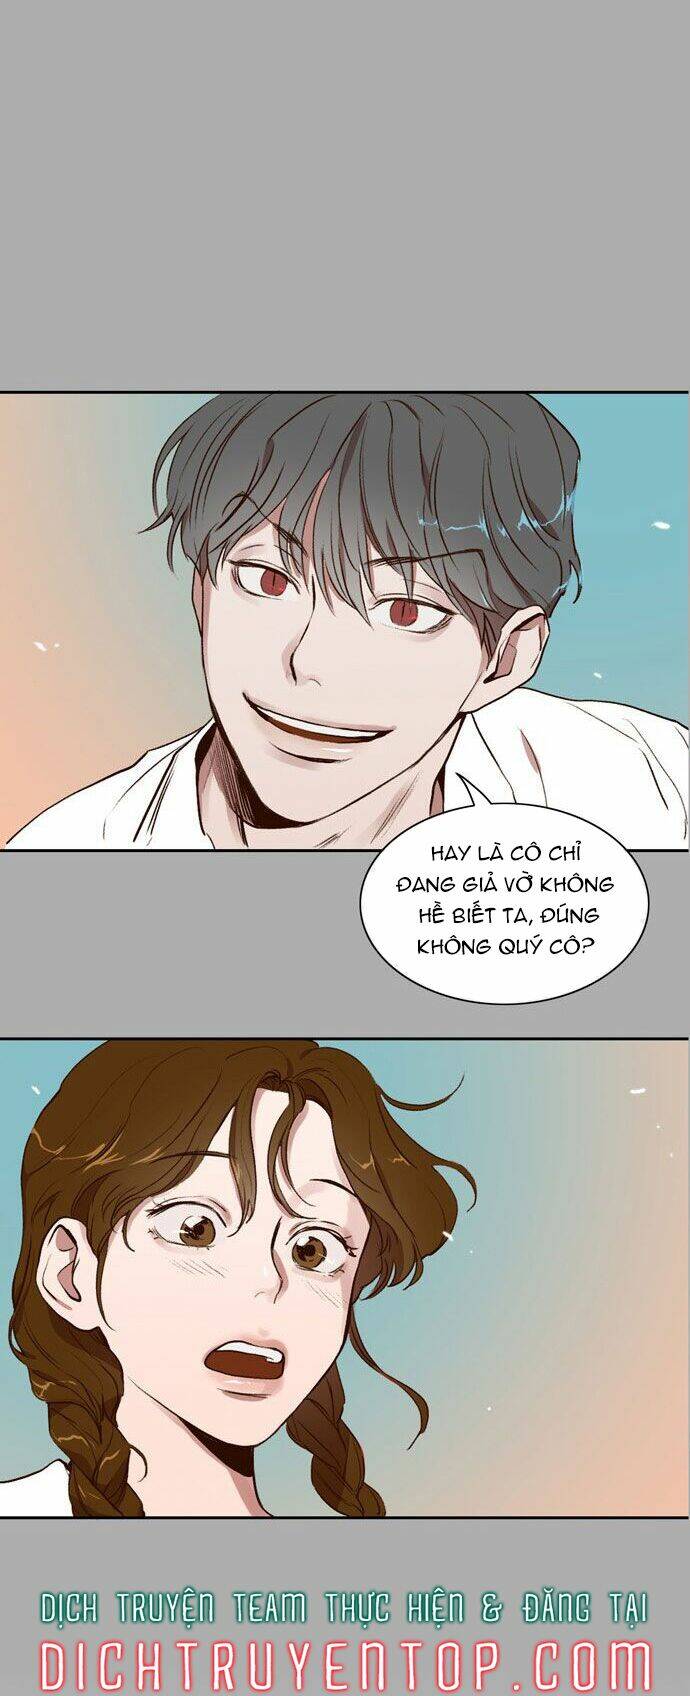 HAY LÀ CÔ CHỈ
ĐANG GIẢ VỜ KHÔNG
HỀ BIẾT TA, ĐÚNG
KHÔNG QUÝ CÔ?
DỊCH TRUYỆN TEAM THỰC HIỆN & ĐĂNG TẠI
DICHTRUYENTOP.COM